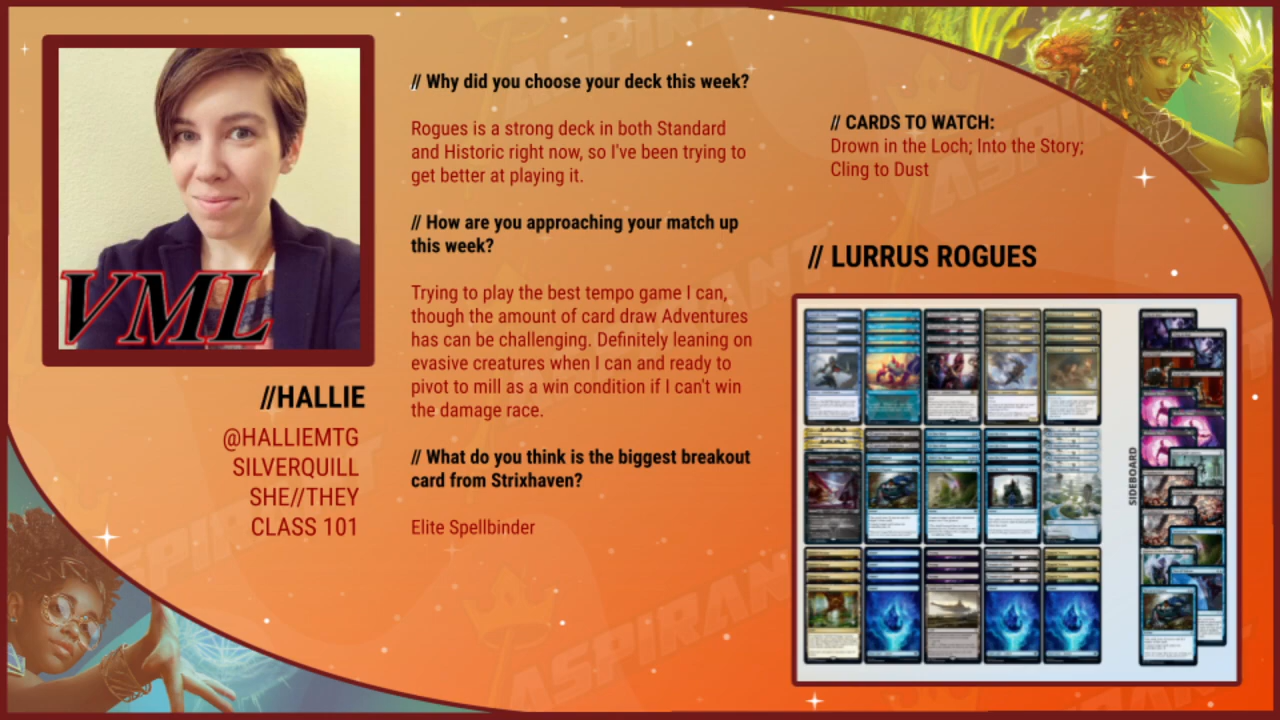 VML
//HALLIE
@HALLIEMTG
SILVERQUILL
SHE//THEY
CLASS 101
// Why did you choose your deck this week?
Rogues is a strong deck in both Standard
and Historic right now, so I've been trying to
get better at playing it.
// How are you approaching your match up
this week?
Trying to play the best tempo game I can,
though the amount of card draw Adventures
has can be challenging. Definitely leaning on
evasive creatures when I can and ready to
pivot to mill as a win condition if I can't win
the damage race.
// What do you think is the biggest breakout
card from Strixhaven?
Elite Spellbinder
// CARDS TO WATCH:
Drown in the Loch; Into the Story;
Cling to Dust
// LURRUS ROGUES
SIDEBOARD
ASPIRANT